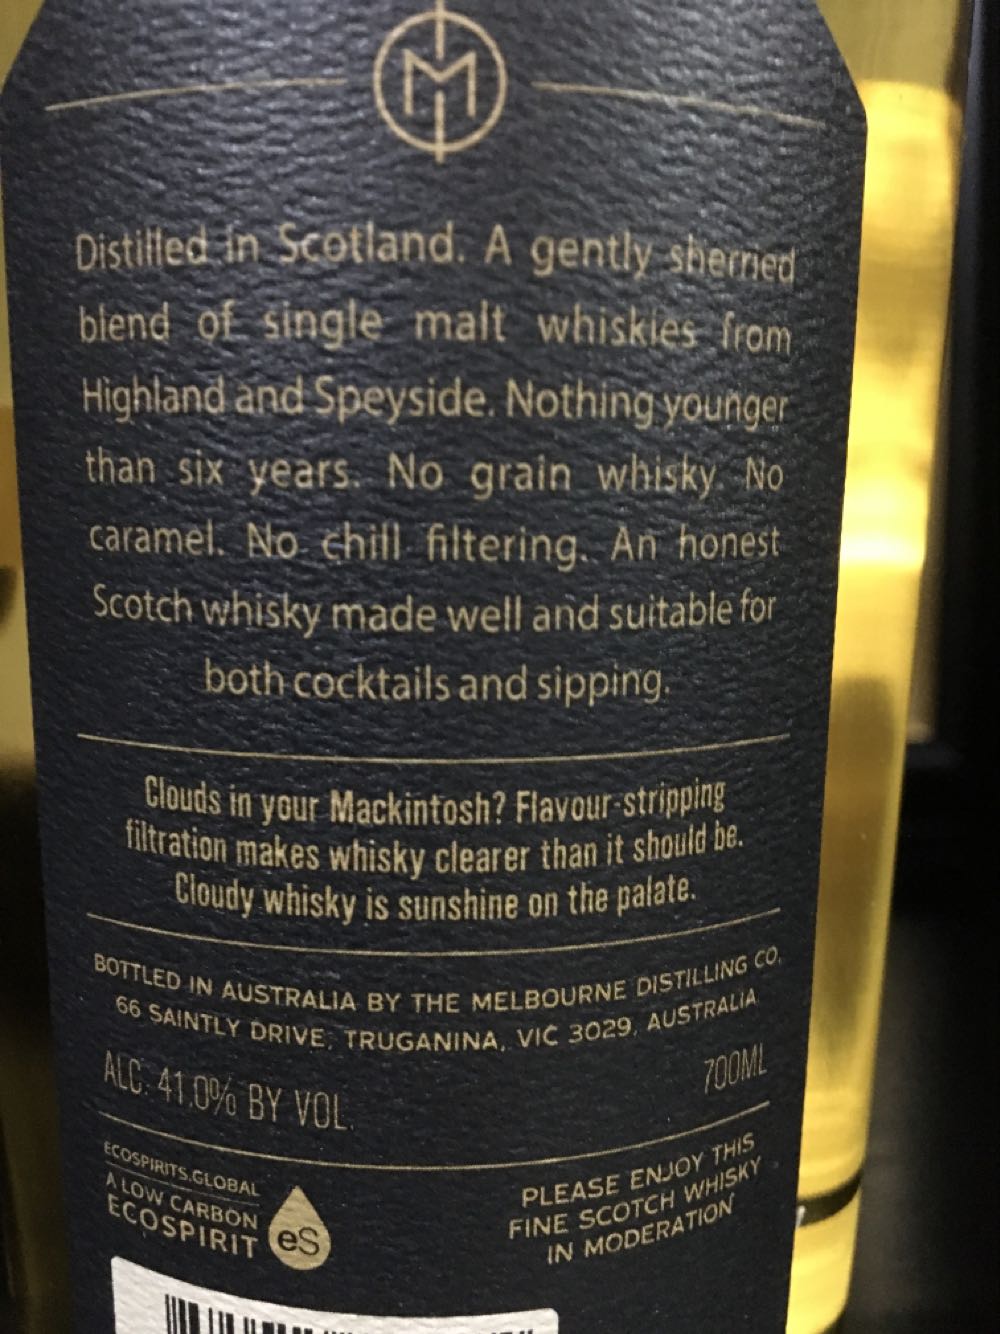 M
Distilled in Scotland. A gently sherried
blend of single malt whiskies from
Highland and Speyside. Nothing younger
than six years. No grain whisky. No
caramel. No chill filtering. An honest
Scotch whisky made well and suitable for
both cocktails and sipping.
Clouds in your Mackintosh? Flavour-stripping
filtration makes whisky clearer than it should be.
Cloudy whisky is sunshine on the palate.
BOTTLED IN AUSTRALIA BY THE MELBOURNE DISTILLING CO,
66 SAINTLY DRIVE, TRUGANINA, VIC 3029, AUSTRALIA
ALC. 41.0% BY VOL.
700ML
ECOSPIRITS.GLOBAL
A LOW CARBON
ECOSPIRIT
eS
PLEASE ENJOY THIS
FINE SCOTCH WHISKY
IN MODERATION